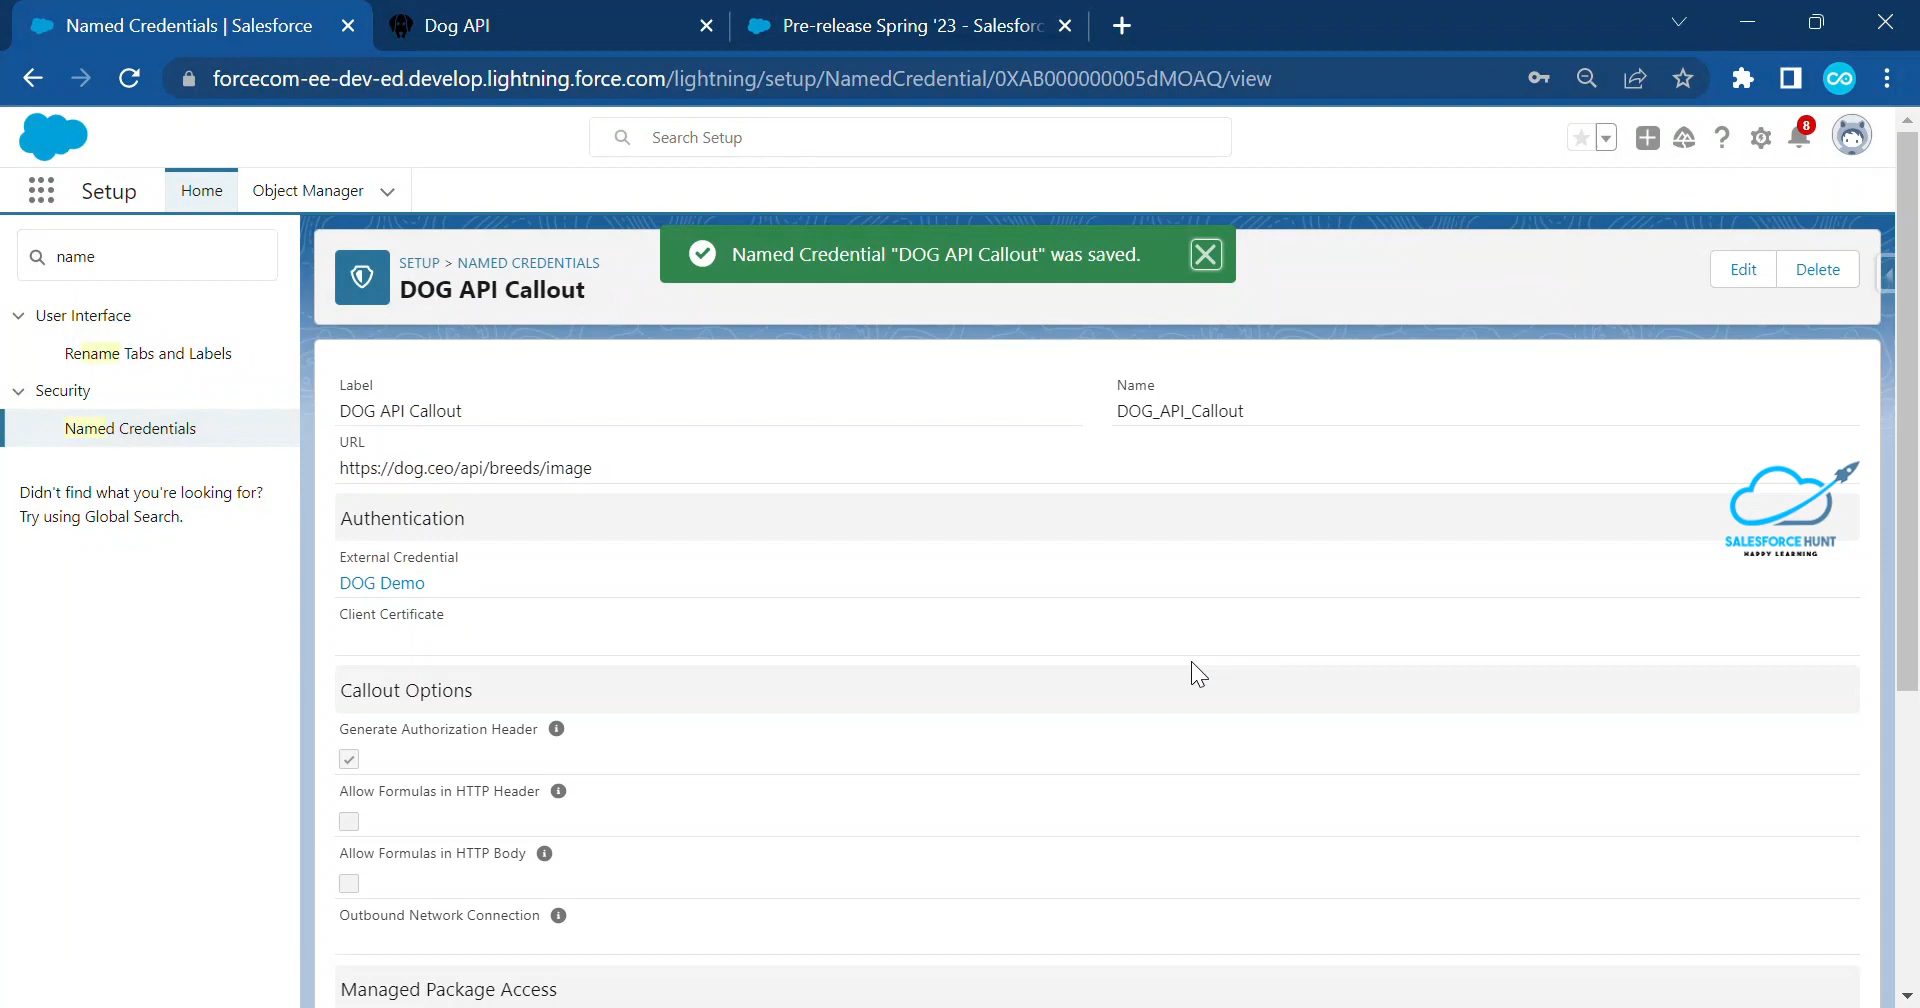 Named Credentials | Salesforce
Dog API
Pre-release Spring '23 - Salesforc
forcecom-ee-dev-ed.develop.lightning.force.com/lightning/setup/NamedCredential/0XAB000000005dMOAQ/view
Search Setup
8
Setup
Home
Object Manager
name
User Interface
Rename Tabs and Labels
Security
Named Credentials
Didn't find what you're looking for?
Try using Global Search.
SETUP > NAMED CREDENTIALS
DOG API Callout
Named Credential "DOG API Callout" was saved.
Edit
Delete
Label
DOG API Callout
Name
DOG_API_Callout
URL
https://dog.ceo/api/breeds/image
Authentication
External Credential
DOG Demo
Client Certificate
SALESFORCE HUNT
HAPPY LEARNING
Callout Options
Generate Authorization Header
Allow Formulas in HTTP Header
Allow Formulas in HTTP Body
Outbound Network Connection
Managed Package Access